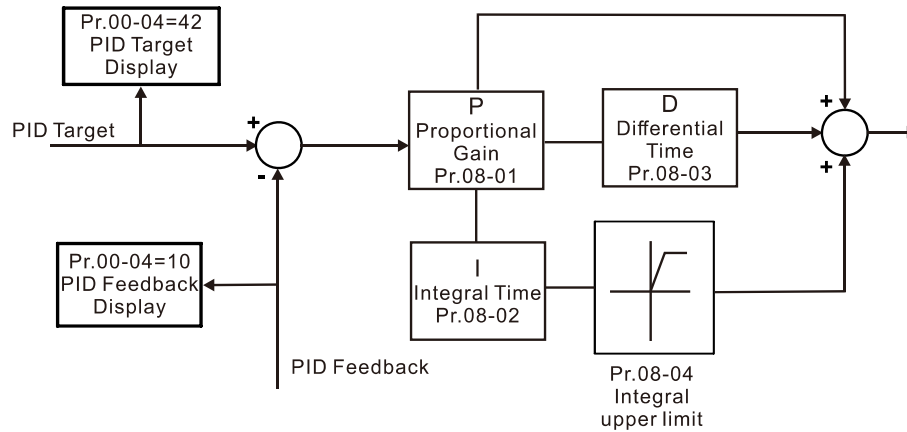 Pr.00-04=42
PID Target
Display
PID Target
+
-
P
Proportional
Gain
Pr.08-01
D
Differential
Time
Pr.08-03
+
+
Pr.00-04=10
PID Feedback
Display
I
Integral Time
Pr.08-02
PID Feedback
Pr.08-04
Integral
upper limit